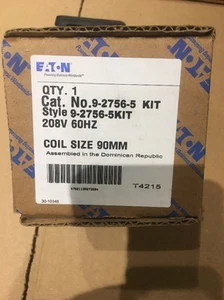 EATON
QTY. 1
Cat. No.9-2756-5 KIT
Style 9-2756-5KIT
208V 60HZ
COIL SIZE 90MM
Assembled in the Dominican Republic
T4215